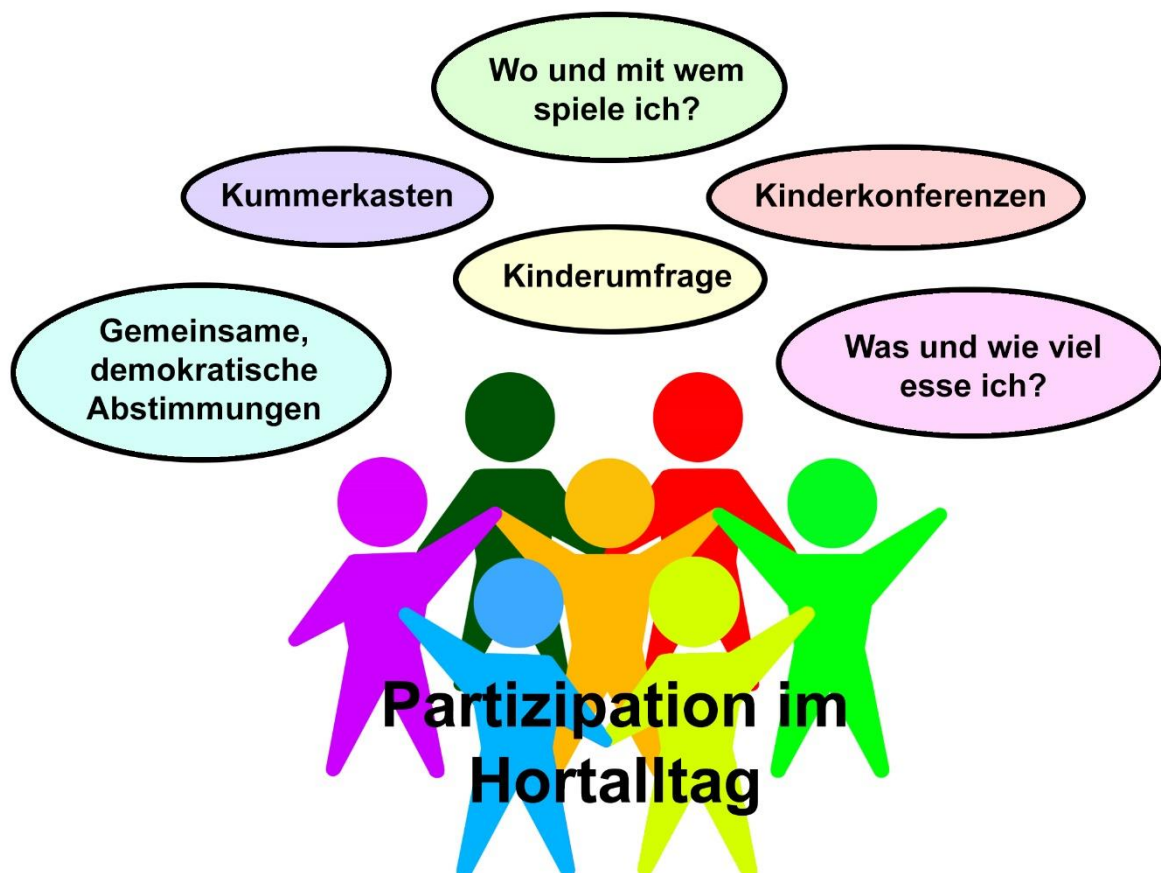 Wo und mit wem
spiele ich?
Kummerkasten
Kinderkonferenzen
Kinderumfrage
Gemeinsame,
demokratische
Abstimmungen
Was und wie viel
esse ich?
Partizipation im
Hortalltag